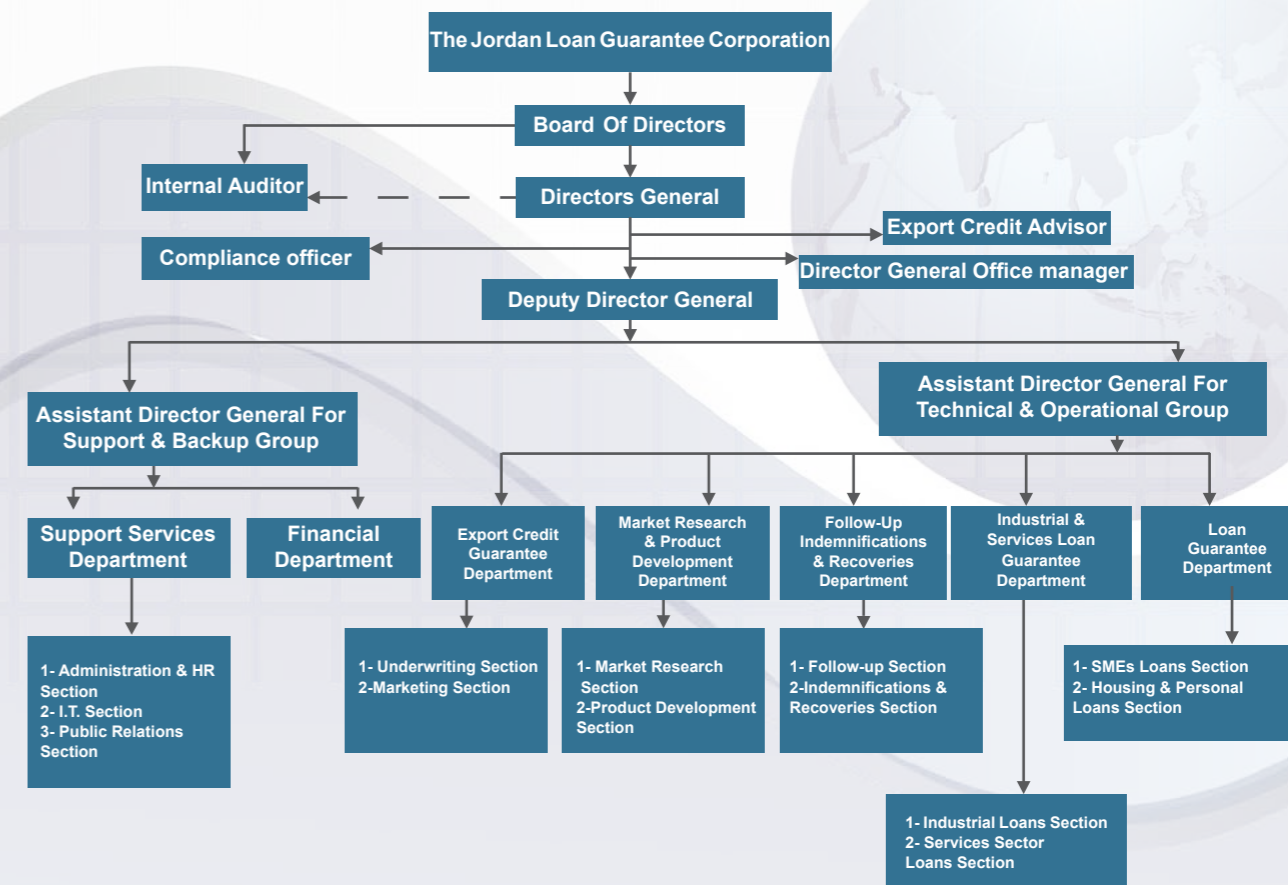 The Jordan Loan Guarantee Corporation
Board Of Directors
Internal Auditor
Directors General
Export Credit Advisor
Compliance officer
Director General Office manager
Deputy Director General
Assistant Director General For
Support & Backup Group
Assistant Director General For
Technical & Operational Group
Support Services
Department
Financial
Department
Export Credit
Guarantee
Department
Market Research
& Product
Development
Department
Follow-Up
Indemnifications
& Recoveries
Department
Industrial &
Services Loan
Guarantee
Department
Loan
Guarantee
Department
1- Administration & HR
Section
2- I.T. Section
3- Public Relations
Section
1- Underwriting Section
2-Marketing Section
1- Market Research
Section
2-Product Development
Section
1- Follow-up Section
2-Indemnifications &
Recoveries Section
1- SMEs Loans Section
2- Housing & Personal
Loans Section
1- Industrial Loans Section
2- Services Sector
Loans Section